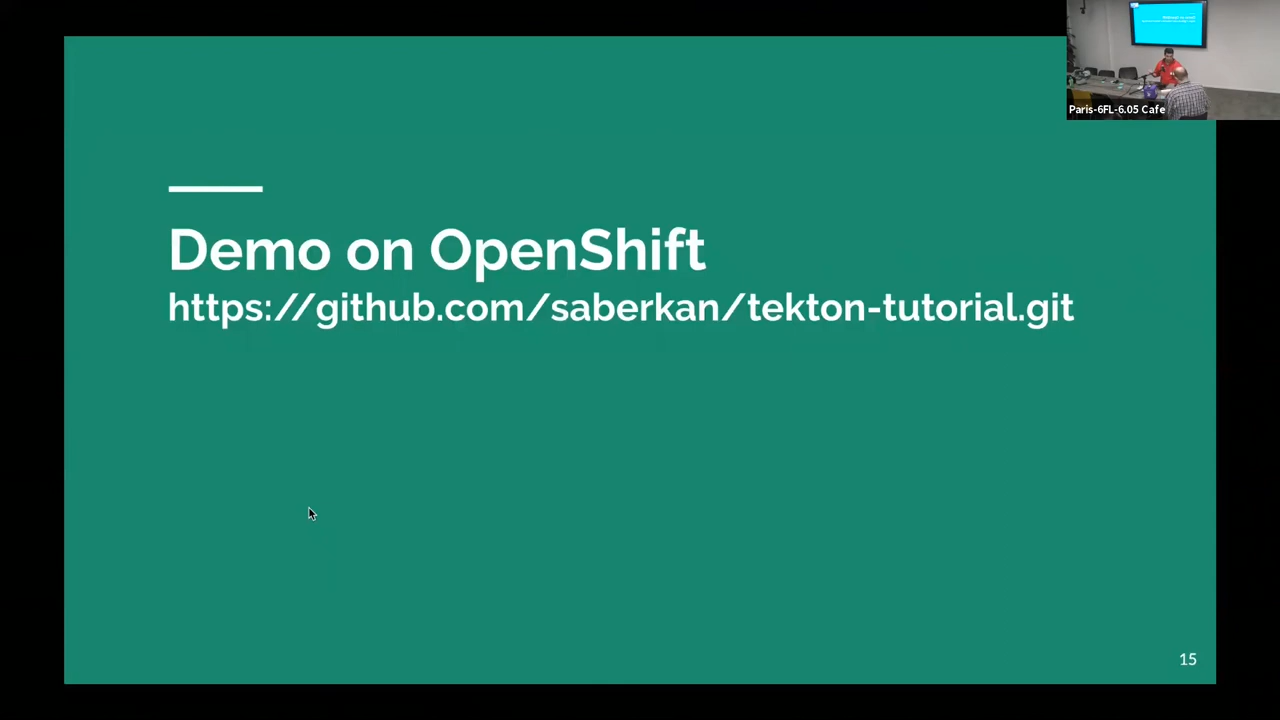 Paris-6FL-6.05 Cafe
Demo on OpenShift
https://github.com/saberkan/tekton-tutorial.git
15